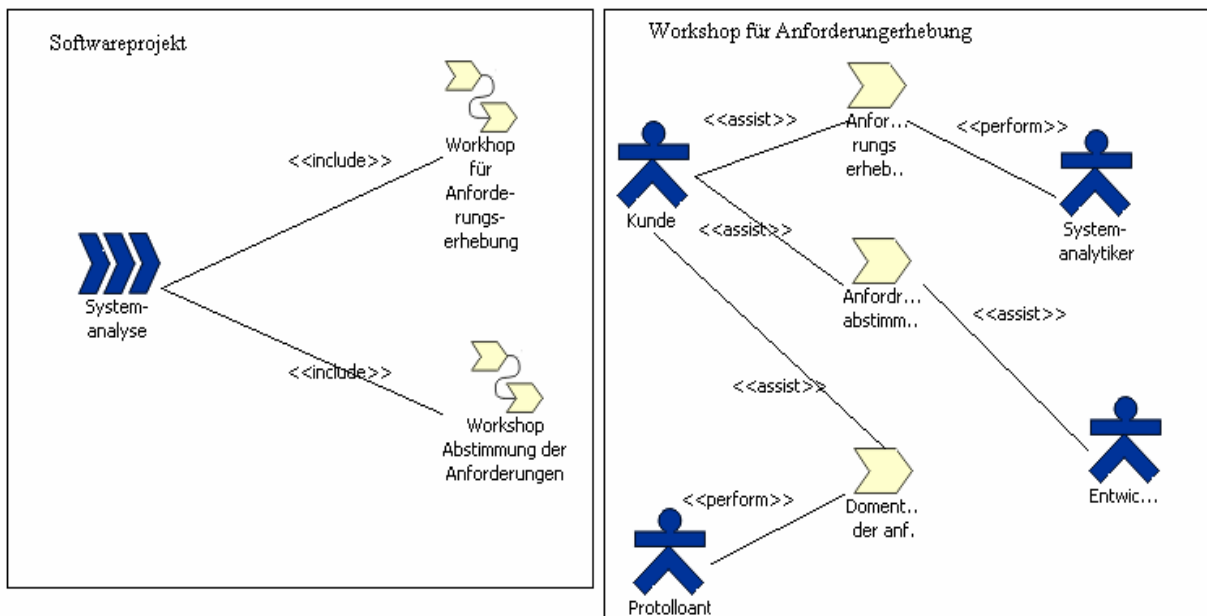 Softwareprojekt
<<include>>
Workhop
für
Anforde-
rungs-
erhebung
System-
analyse
<<include>>
Workshop
Abstimmung der
Anforderungen
Workshop für Anforderungerhebung
<<assist>>
Anfor...
rungs
erheb..
<<perform>>
Kunde
System-
analytiker
<<assist>>
Anfordr...
abstimm..
<<assist>>
<<assist>>
Entwic...
<<perform>>
Doment..
der anf.
Protolloant